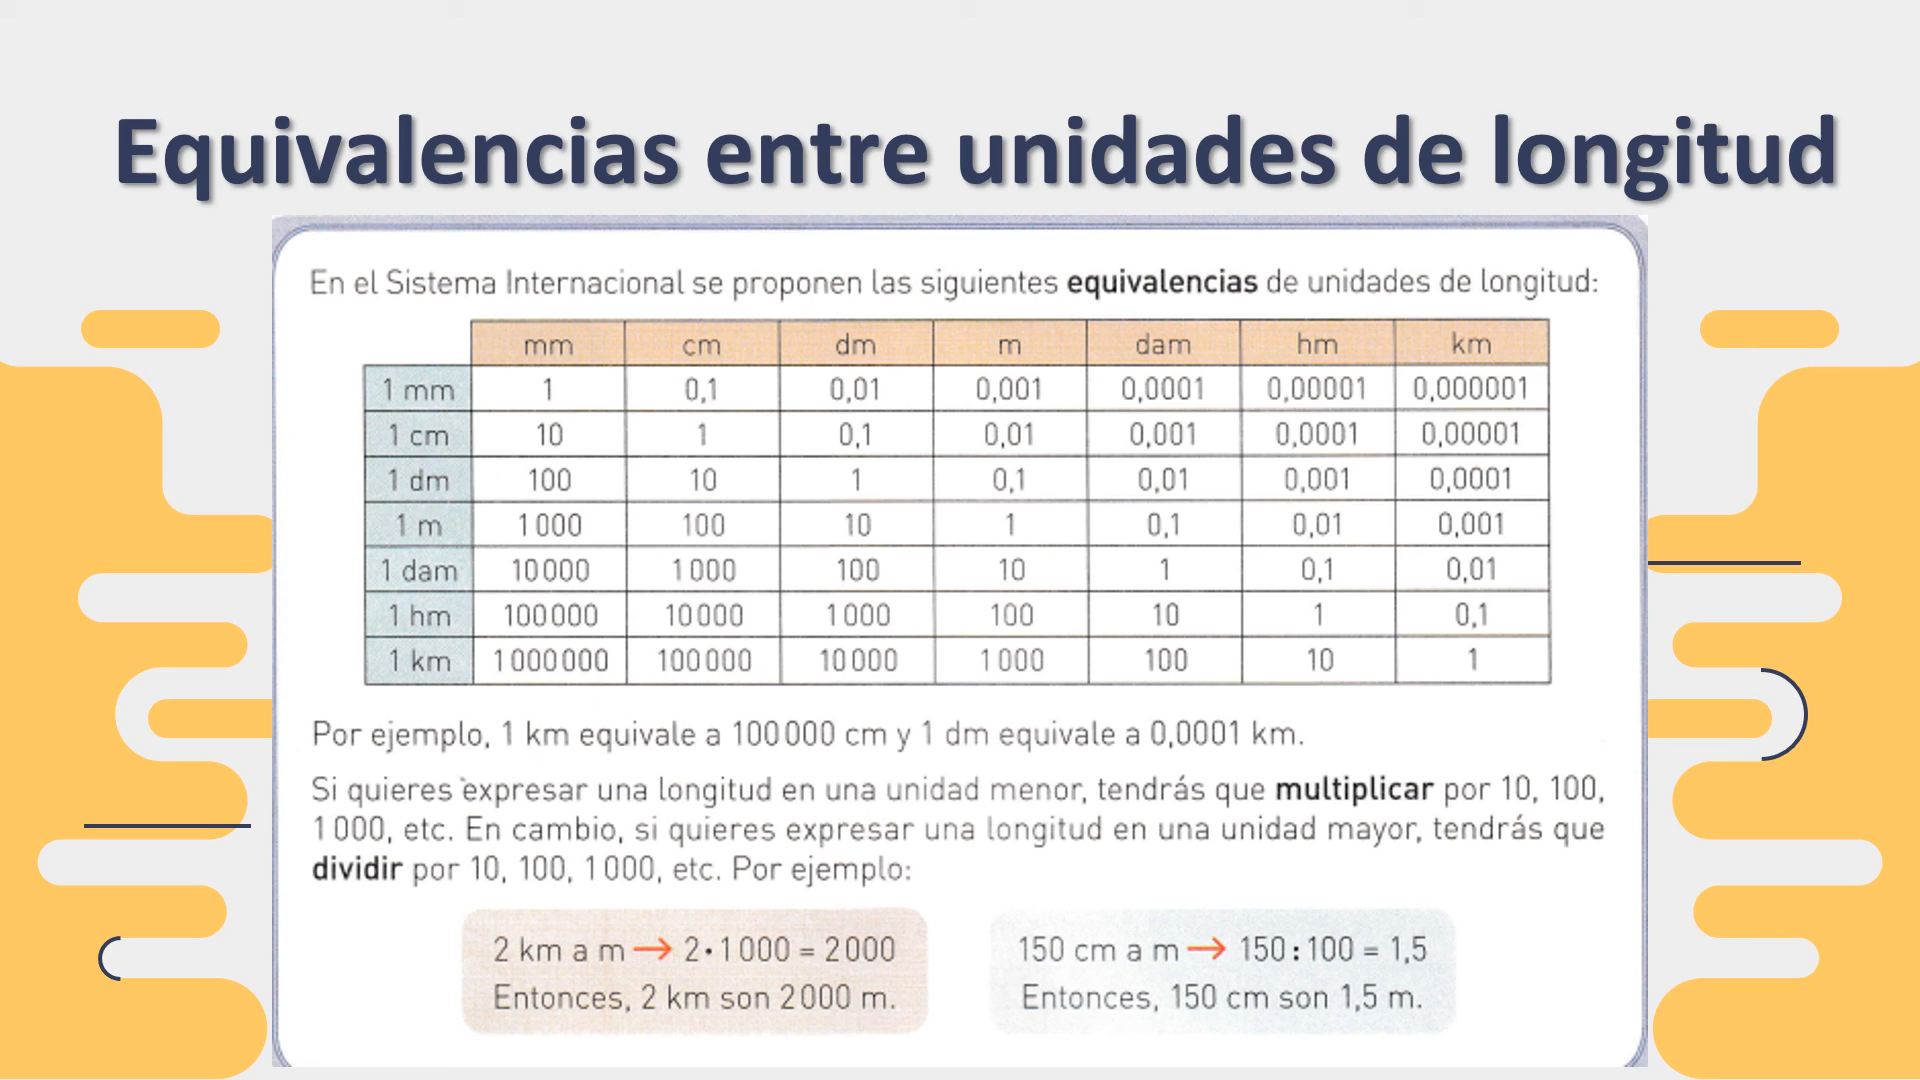 Equivalencias entre unidades de longitud
En el Sistema Internacional se proponen las siguientes equivalencias de unidades de longitud:
mm cm dm m dam hm km
1 mm 1 0,1 0,01 0,001 0,0001 0,00001 0,000001
1 cm 10 1 0,1 0,01 0,001 0,0001 0,00001
1 dm 100 10 1 0,1 0,01 0,001 0,0001
1 m 1 000 100 10 1 0,1 0,01 0,001
1 dam 10 000 1 000 100 10 1 0,1 0,01
1 hm 100 000 10 000 1 000 100 10 1 0,1
1 km 1 000 000 100 000 10 000 1 000 100 10 1
Por ejemplo, 1 km equivale a 100 000 cm y 1 dm equivale a 0,0001 km.
Si quieres expresar una longitud en una unidad menor, tendrás que multiplicar por 10, 100,
1 000, etc. En cambio, si quieres expresar una longitud en una unidad mayor, tendrás que
dividir por 10, 100, 1 000, etc. Por ejemplo:
2 km a m → 2 · 1 000 = 2 000
Entonces, 2 km son 2 000 m.
150 cm a m → 150 : 100 = 1,5
Entonces, 150 cm son 1,5 m.